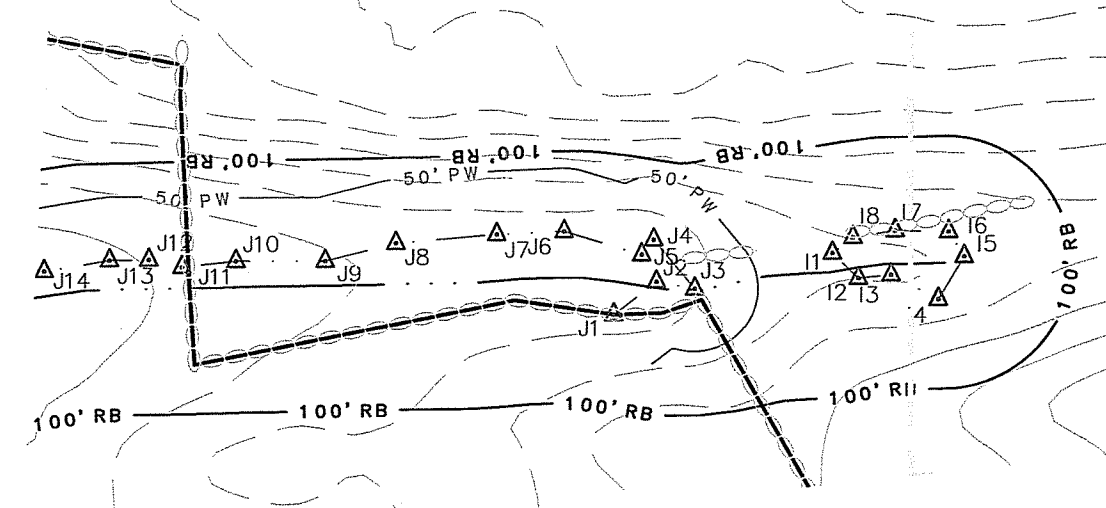 100' RB
100' RB
100' RB
50' PW
50' PW
50' PW
I8
I7
I6
I5
J4
J5
J6
J7
J8
J10
J12
I1
J14
J13
J11
J9
J2
J3
I2
I3
4
J1
100' RB
100' RB
100' RB
100' RB
100' R